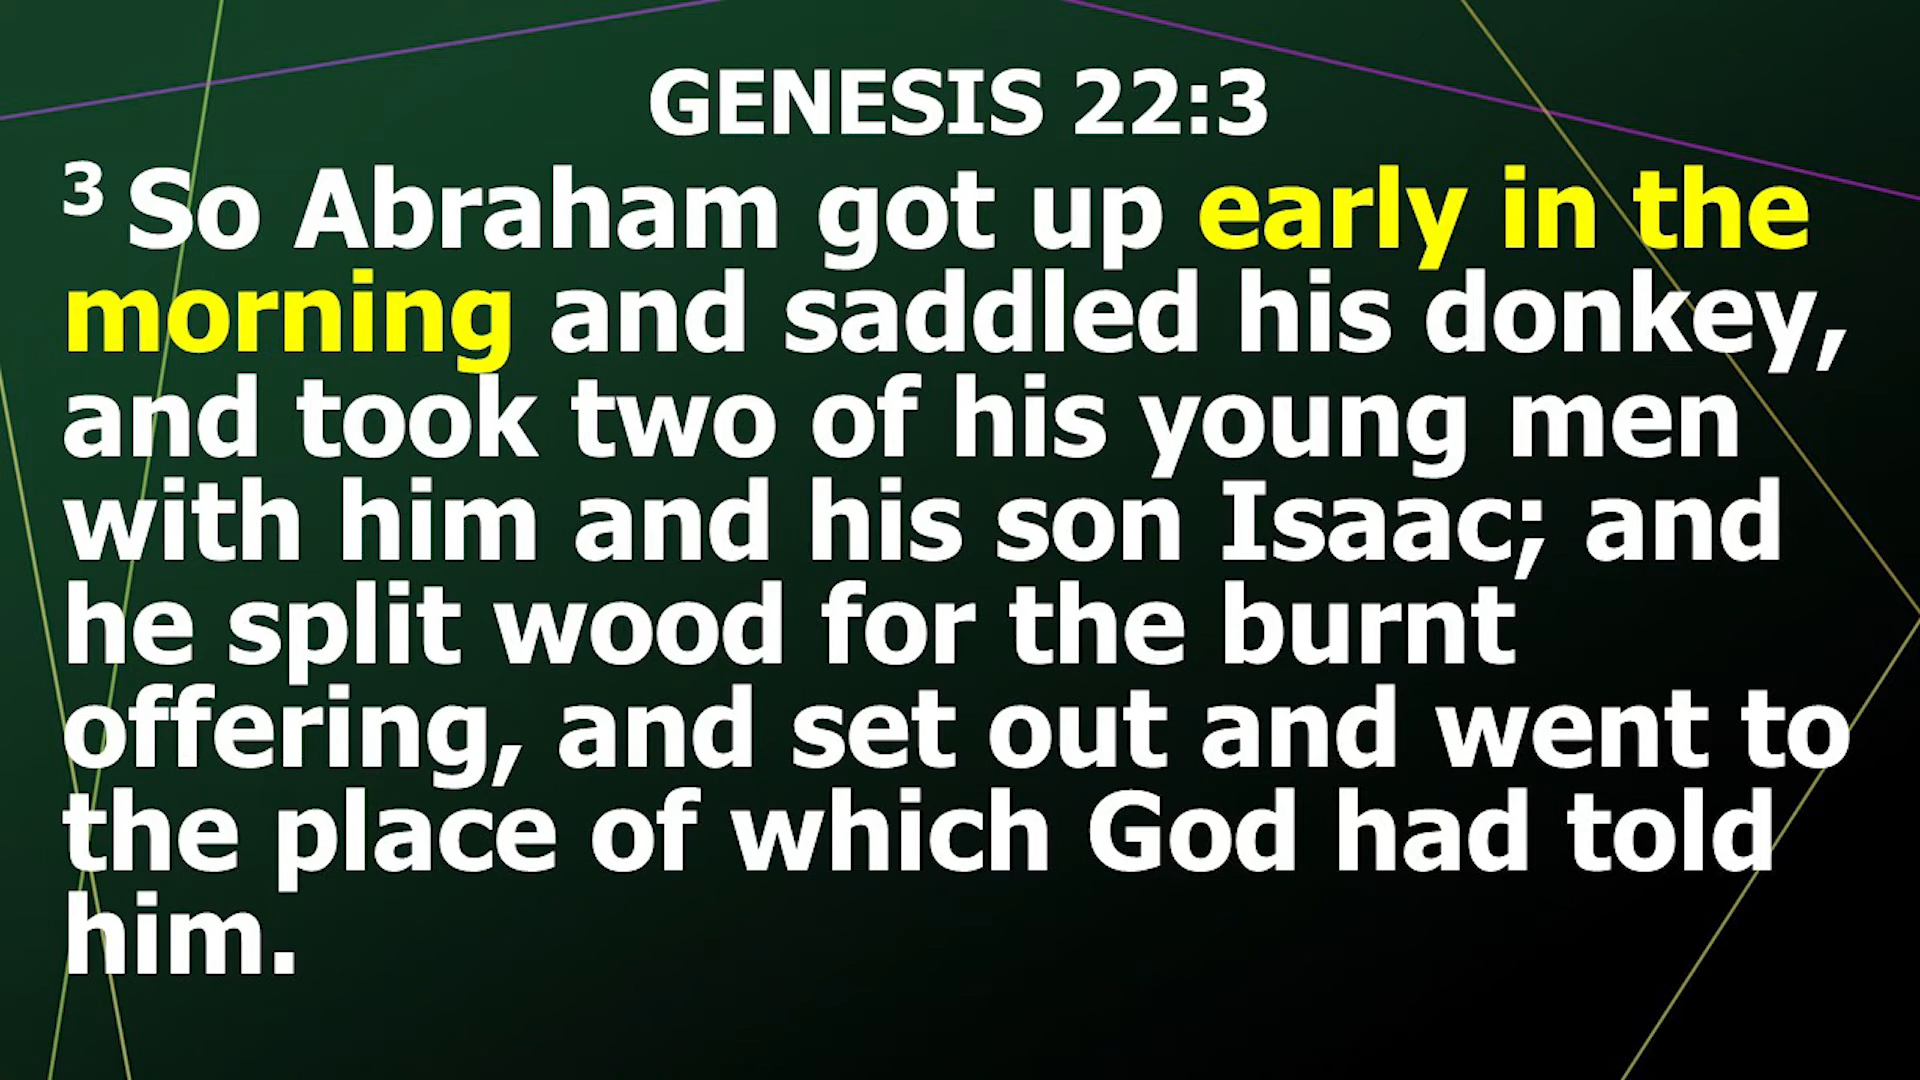 GENESIS 22:3
3 So Abraham got up early in the
morning and saddled his donkey,
and took two of his young men
with him and his son Isaac; and
he split wood for the burnt
offering, and set out and went to
the place of which God had told
him.